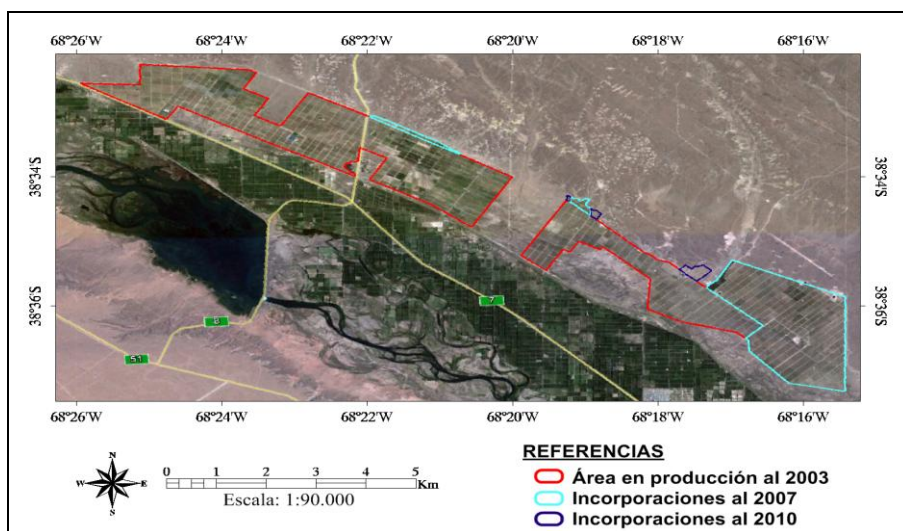 68°26'W 68°24'W 68°22'W 68°20'W 68°18'W 68°16'W
38°34'S 38°34'S
38°36'S 38°36'S
7
8
51
68°26'W 68°24'W 68°22'W 68°20'W 68°18'W 68°16'W
N
W E
S
0 1 2 3 4 5
Km
Escala: 1:90.000
REFERENCIAS
Área en producción al 2003
Incorporaciones al 2007
Incorporaciones al 2010